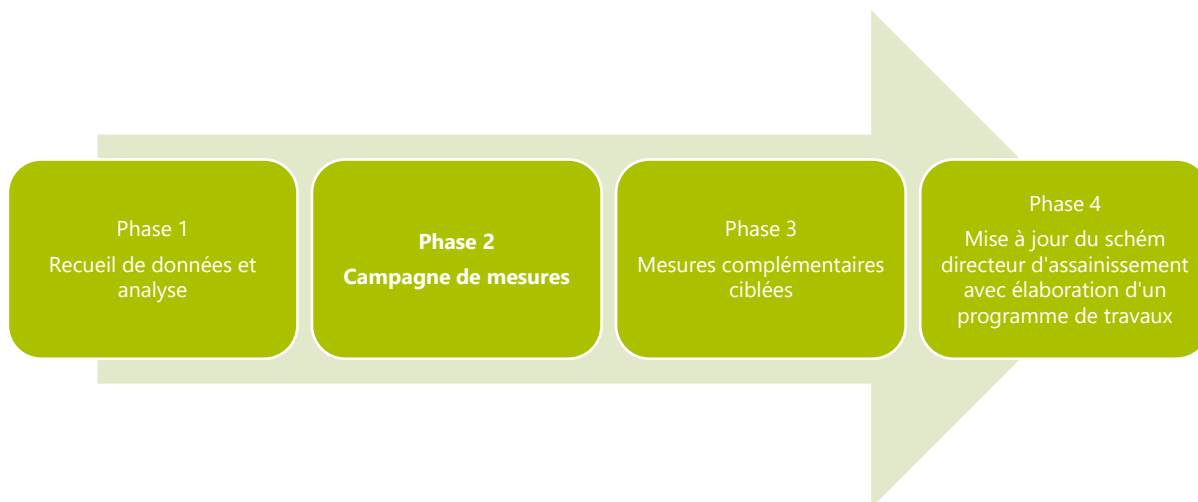 Phase 1
Recueil de données et
analyse
Phase 2
Campagne de mesures
Phase 3
Mesures complémentaires
ciblées
Phase 4
Mise à jour du schém
directeur d'assainissement
avec élaboration d'un
programme de travaux